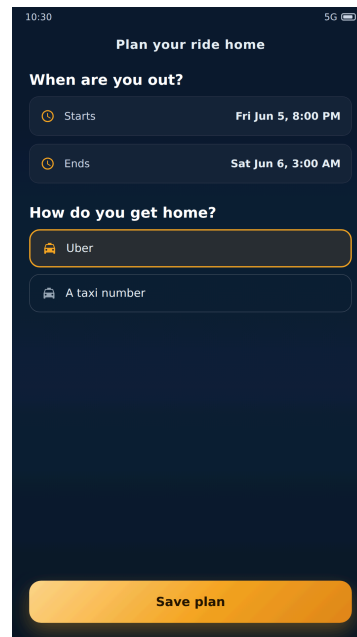 10:30 5G
Plan your ride home
When are you out?
Starts Fri Jun 5, 8:00 PM
Ends Sat Jun 6, 3:00 AM
How do you get home?
Uber
A taxi number
Save plan